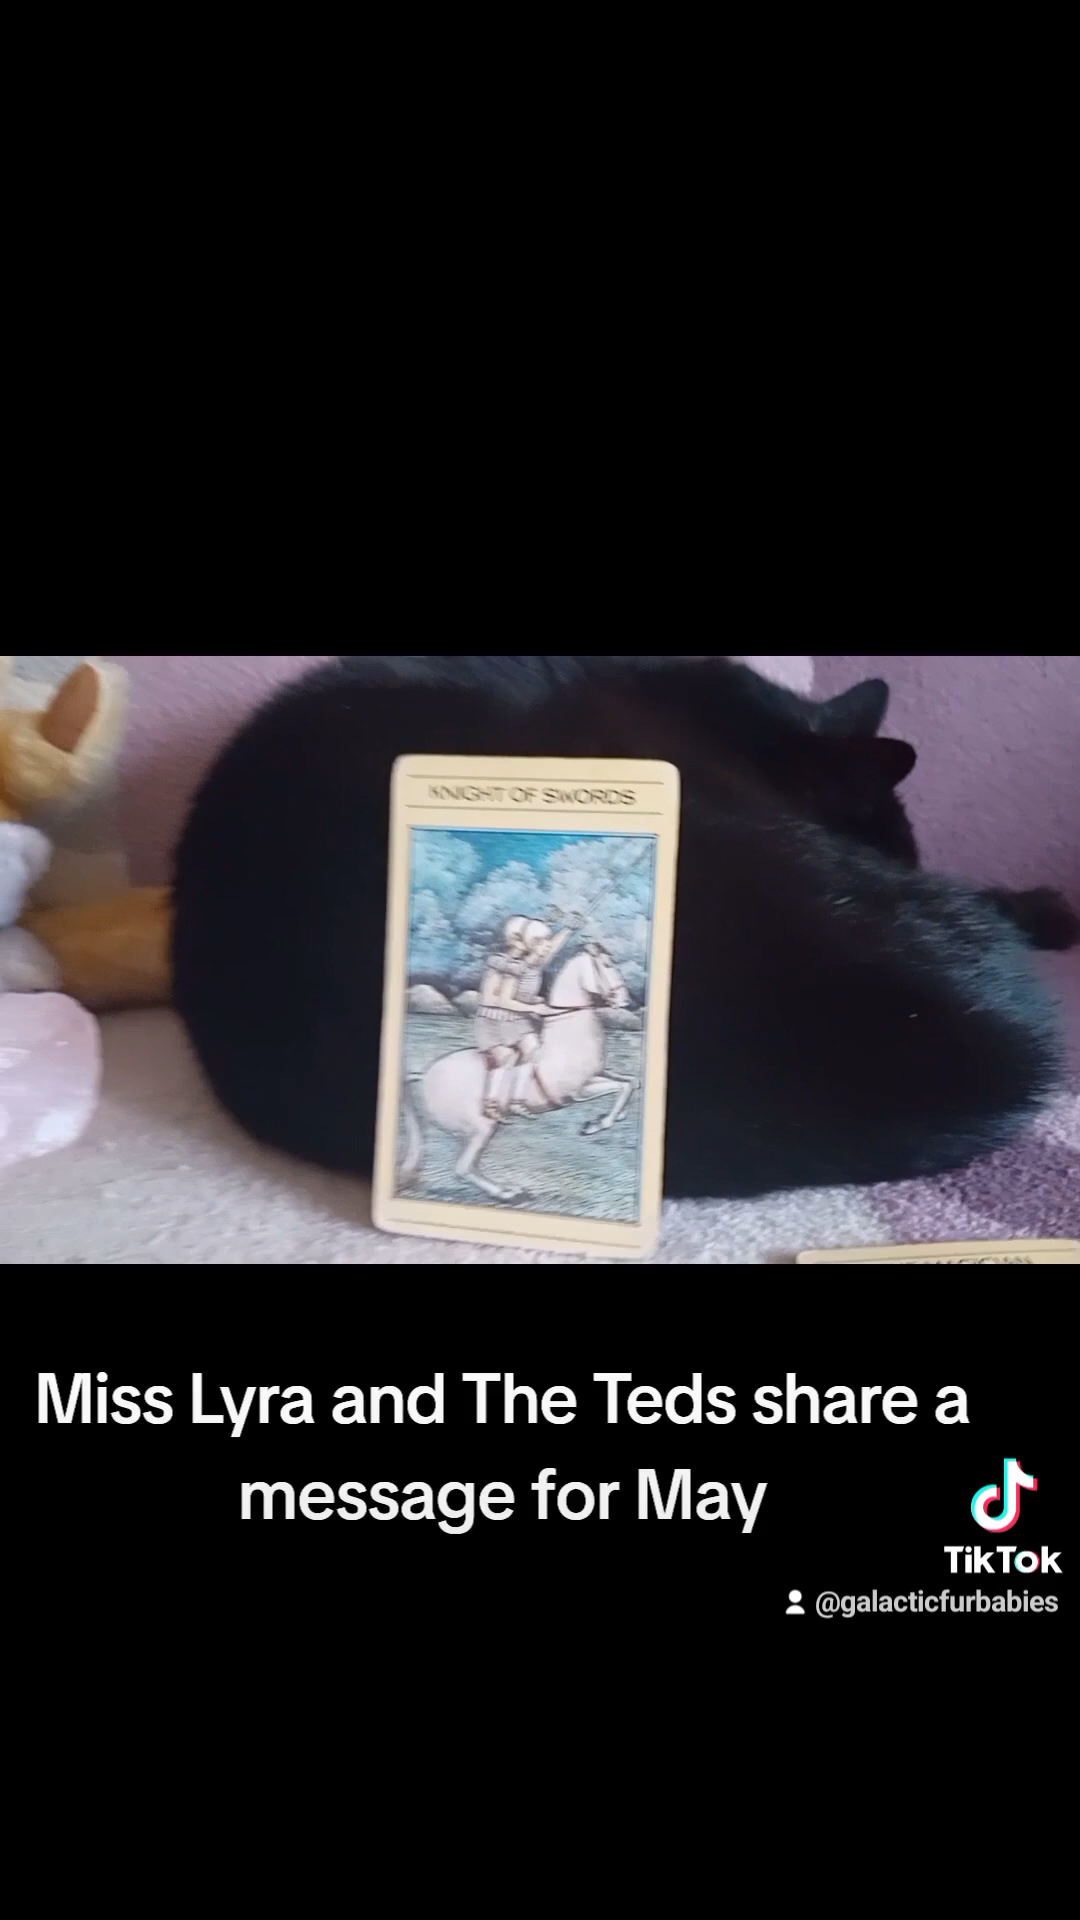 KNIGHT OF SWORDS
Miss Lyra and The Teds share a
message for May
TikTok
@galacticfurbabies